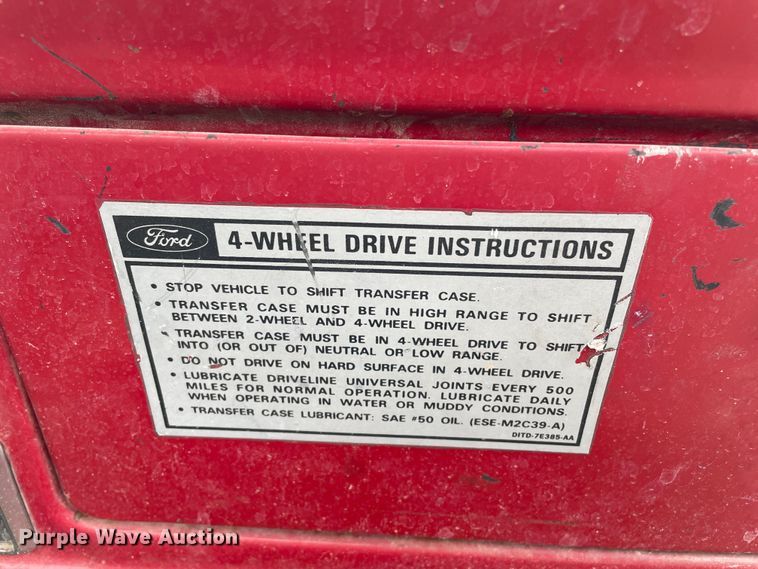 Ford 4-WHEEL DRIVE INSTRUCTIONS
• STOP VEHICLE TO SHIFT TRANSFER CASE.
• TRANSFER CASE MUST BE IN HIGH RANGE TO SHIFT
BETWEEN 2-WHEEL AND 4-WHEEL DRIVE.
• TRANSFER CASE MUST BE IN 4-WHEEL DRIVE TO SHIFT
INTO (OR OUT OF) NEUTRAL OR LOW RANGE.
• DO NOT DRIVE ON HARD SURFACE IN 4-WHEEL DRIVE.
• LUBRICATE DRIVELINE UNIVERSAL JOINTS EVERY 500
MILES FOR NORMAL OPERATION. LUBRICATE DAILY
WHEN OPERATING IN WATER OR MUDDY CONDITIONS.
• TRANSFER CASE LUBRICANT: SAE #50 OIL. (ESE-M2C39-A)
DITD-7E385-AA
Purple Wave Auction